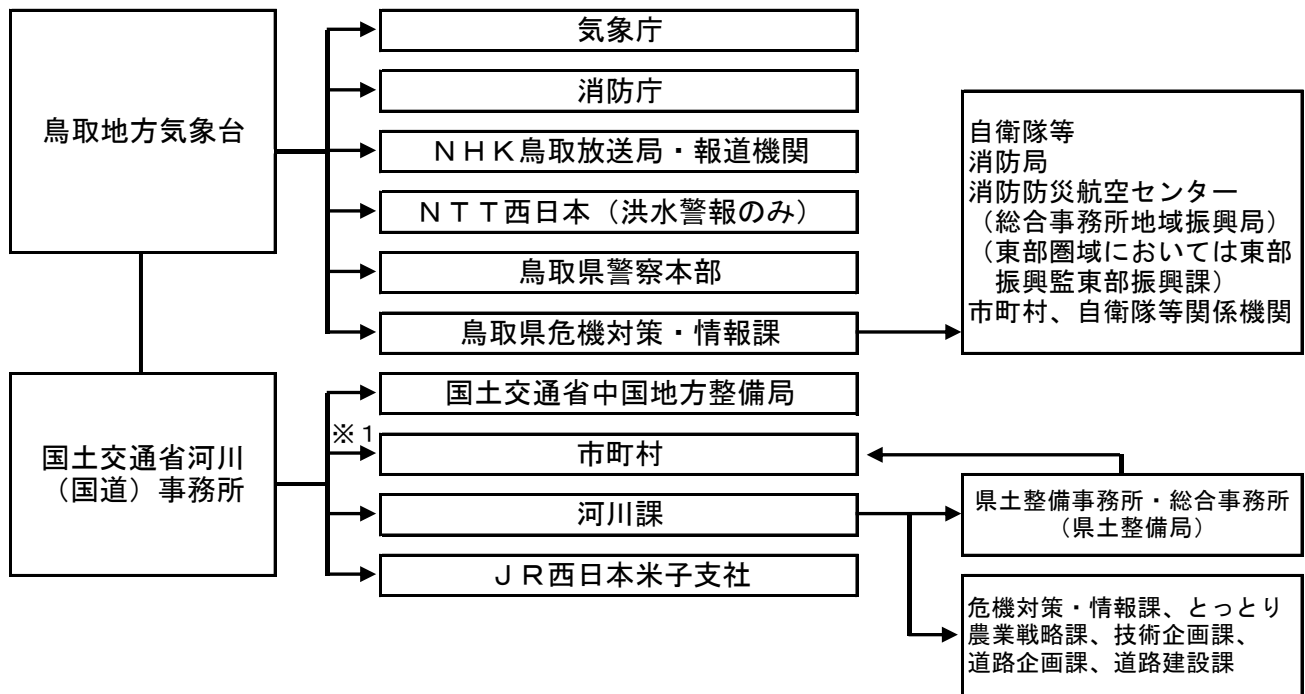 鳥取地方気象台
気象庁
消防庁
ＮＨＫ鳥取放送局・報道機関
ＮＴＴ西日本（洪水警報のみ）
鳥取県警察本部
鳥取県危機対策・情報課
自衛隊等
消防局
消防防災航空センター
（総合事務所地域振興局）
（東部圏域においては東部
振興監東部振興課）
市町村、自衛隊等関係機関
国土交通省河川
（国道）事務所
※１
国土交通省中国地方整備局
市町村
河川課
ＪＲ西日本米子支社
県土整備事務所・総合事務所
（県土整備局）
危機対策・情報課、とっとり
農業戦略課、技術企画課、
道路企画課、道路建設課